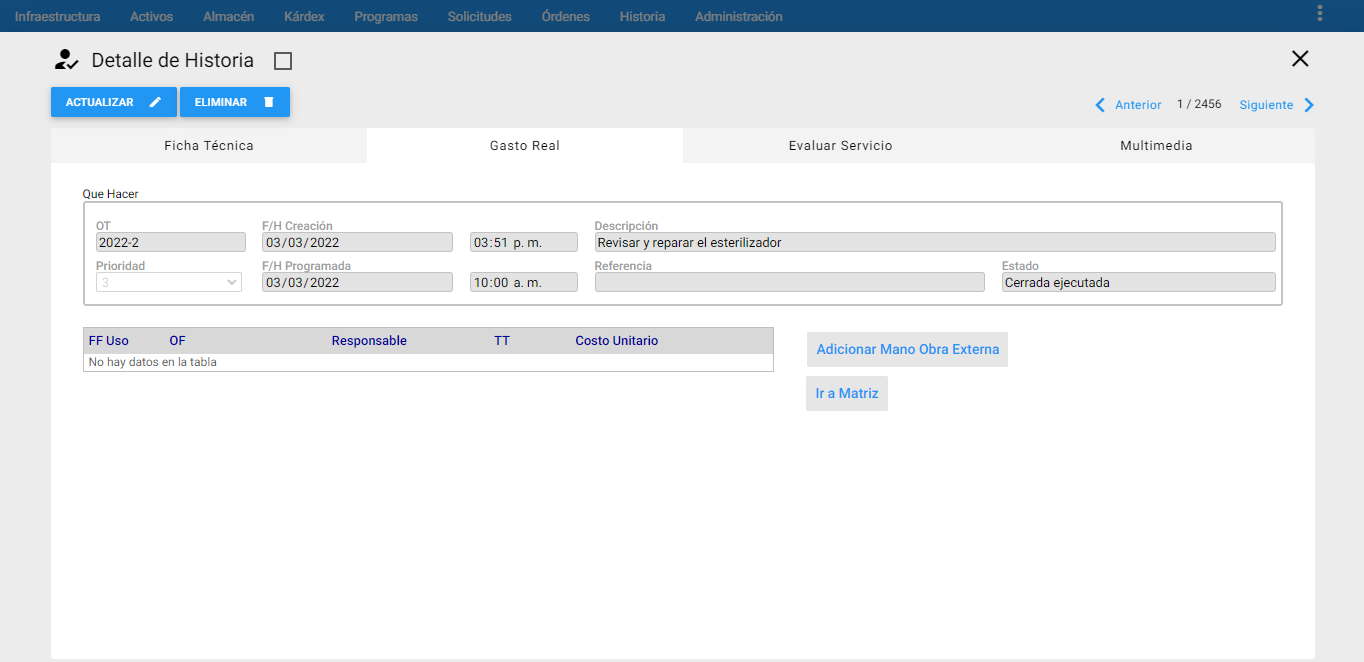 Infraestructura Activos Almacén Kárdex Programas Solicitudes Órdenes Historia Administración
Detalle de Historia
ACTUALIZAR ELIMINAR
Anterior 1 / 2456 Siguiente
Ficha Técnica Gasto Real Evaluar Servicio Multimedia
Que Hacer
OT F/H Creación Descripción
2022-2 03/03/2022 03:51 p. m. Revisar y reparar el esterilizador
Prioridad F/H Programada Referencia Estado
3 03/03/2022 10:00 a. m. Cerrada ejecutada
FF Uso OF Responsable TT Costo Unitario
No hay datos en la tabla
Adicionar Mano Obra Externa
Ir a Matriz